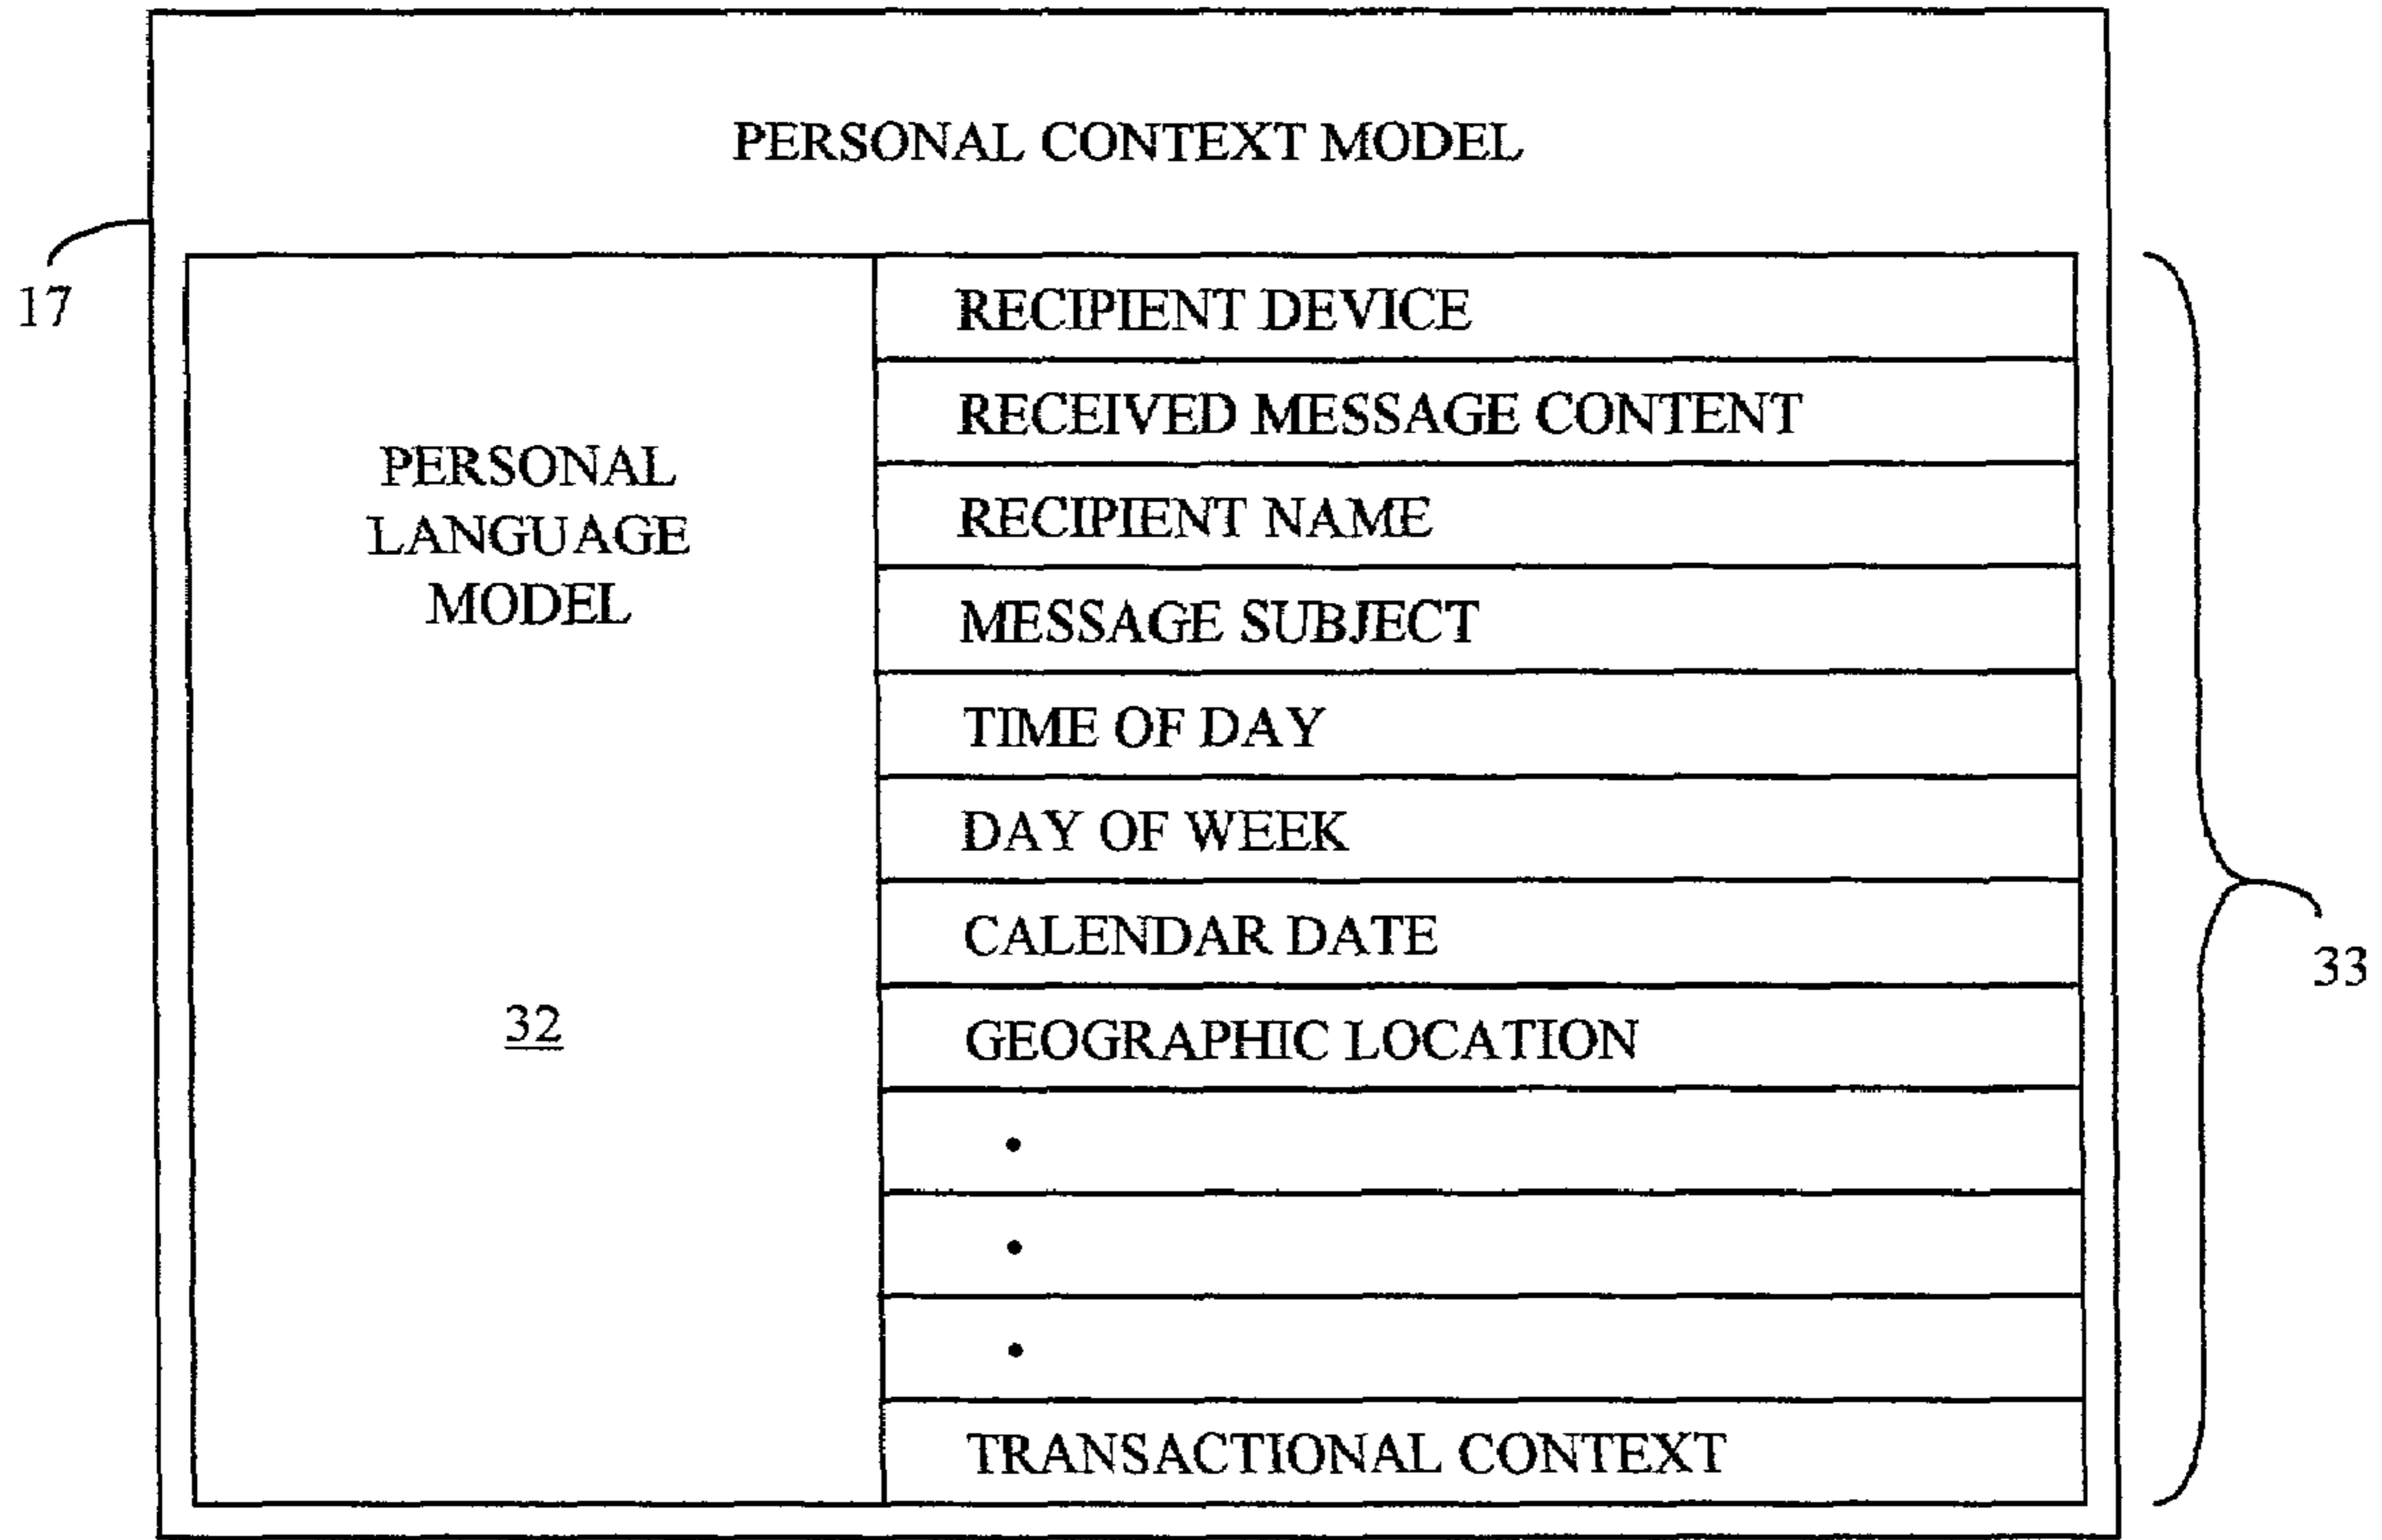 PERSONAL CONTEXT MODEL
17
PERSONAL
LANGUAGE
MODEL
32
RECIPIENT DEVICE
RECEIVED MESSAGE CONTENT
RECIPIENT NAME
MESSAGE SUBJECT
TIME OF DAY
DAY OF WEEK
CALENDAR DATE
GEOGRAPHIC LOCATION
•
•
•
TRANSACTIONAL CONTEXT
33